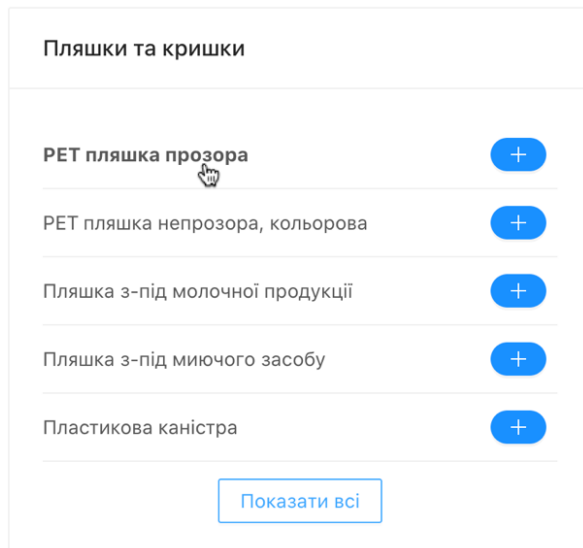 Пляшки та кришки
PET пляшка прозора
PET пляшка непрозора, кольорова
Пляшка з-під молочної продукції
Пляшка з-під миючого засобу
Пластикова каністра
Показати всі